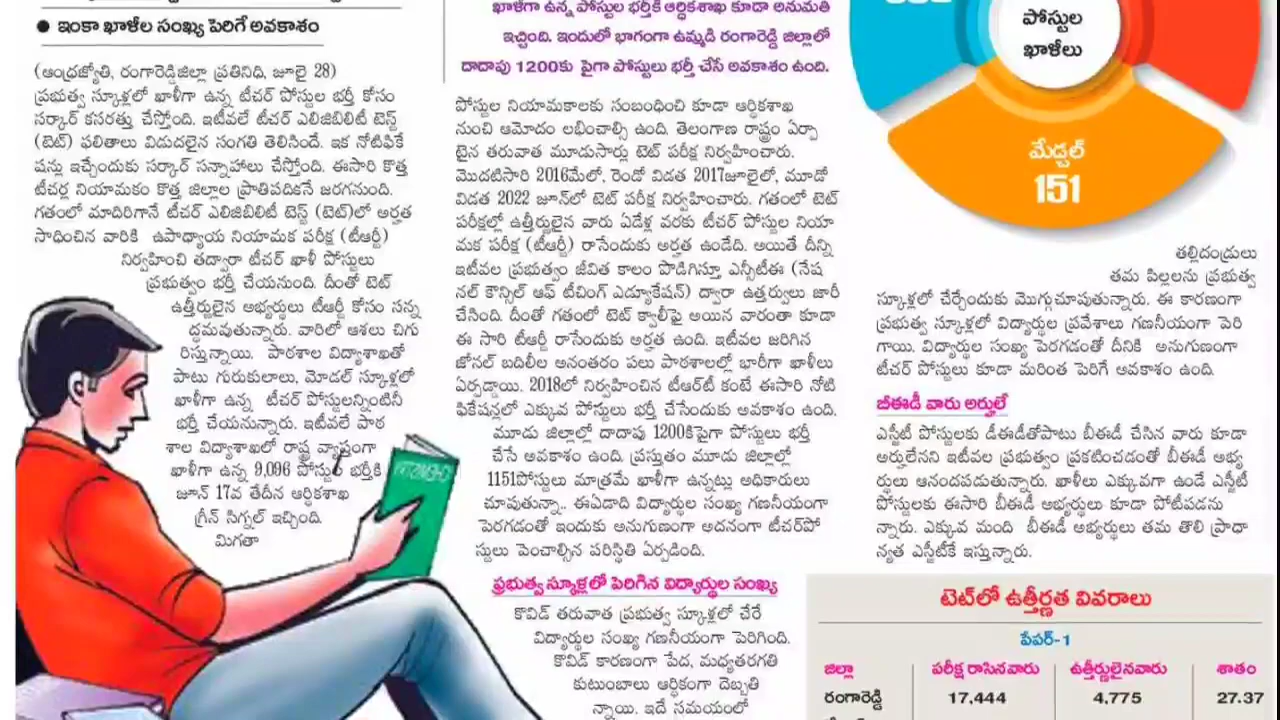 ● ఇంకా ఖాళీల సంఖ్య పెరిగే అవకాశం
(ఆంధ్రజ్యోతి, రంగారెడ్డిజిల్లా ప్రతినిధి, జూలై 28)
ప్రభుత్వ స్కూళ్లలో ఖాళీగా ఉన్న టీచర్ పోస్టుల భర్తీ కోసం
సర్కార్ కసరత్తు చేస్తోంది. ఇటీవలే టీచర్ ఎలిజిబిలిటీ టెస్ట్
(టెట్) ఫలితాలు విడుదలైన సంగతి తెలిసిందే. ఇక నోటిఫికే
షన్లు ఇచ్చేందుకు సర్కార్ సన్నాహాలు చేస్తోంది. ఈసారి కొత్త
టీచర్ల నియామకం కొత్త జిల్లాల ప్రాతిపదికనే జరగనుంది.
గతంలో మాదిరిగానే టీచర్ ఎలిజిబిలిటీ టెస్ట్ (టెట్)లో అర్హత
సాధించిన వారికి ఉపాధ్యాయ నియామక పరీక్ష (టీఆర్టీ)
నిర్వహించి తద్వారా టీచర్ ఖాళీ పోస్టులు
ప్రభుత్వం భర్తీ చేయనుంది. దీంతో టెట్
ఉత్తీర్ణులైన అభ్యర్థులు టీఆర్టీ కోసం సన్న
ద్ధమవుతున్నారు. వారిలో ఆశలు చిగు
రిస్తున్నాయి. పాఠశాల విద్యాశాఖతో
పాటు గురుకులాలు, మోడల్ స్కూళ్లలో
ఖాళీగా ఉన్న టీచర్ పోస్టులన్నింటినీ
భర్తీ చేయనున్నారు. ఇటీవలే పాఠ
శాల విద్యాశాఖలో రాష్ట్ర వ్యాప్తంగా
ఖాళీగా ఉన్న 9,096 పోస్టుల భర్తీకి
జూన్ 17వ తేదీన ఆర్థికశాఖ
గ్రీన్ సిగ్నల్ ఇచ్చింది.
మిగతా
ఖాళీగా ఉన్న పోస్టుల భర్తీకి ఆర్థికశాఖ కూడా అనుమతి
ఇచ్చింది. ఇందులో భాగంగా ఉమ్మడి రంగారెడ్డి జిల్లాలో
దాదాపు 1200కు పైగా పోస్టులు భర్తీ చేసే అవకాశం ఉంది.
పోస్టుల నియామకాలకు సంబంధించి కూడా ఆర్థికశాఖ
నుంచి ఆమోదం లభించాల్సి ఉంది. తెలంగాణ రాష్ట్రం ఏర్పా
టైన తరువాత మూడుసార్లు టెట్ పరీక్ష నిర్వహించారు.
మొదటిసారి 2016మేలో, రెండో విడత 2017జూలైలో, మూడో
విడత 2022 జూన్‌లో టెట్ పరీక్ష నిర్వహించారు. గతంలో టెట్
పరీక్షల్లో ఉత్తీర్ణులైన వారు ఏడేళ్ల వరకు టీచర్ పోస్టుల నియా
మక పరీక్ష (టీఆర్టీ) రాసేందుకు అర్హత ఉండేది. అయితే దీన్ని
ఇటీవల ప్రభుత్వం జీవిత కాలం పొడిగిస్తూ ఎన్సీటీఈ (నేష
నల్ కౌన్సిల్ ఆఫ్ టీచింగ్ ఎడ్యూకేషన్) ద్వారా ఉత్తర్వులు జారీ
చేసింది. దీంతో గతంలో టెట్ క్వాలీఫై అయిన వారంతా కూడా
ఈ సారి టీఆర్టీ రాసేందుకు అర్హత ఉంది. ఇటీవల జరిగిన
జోనల్ బదిలీల అనంతరం పలు పాఠశాలల్లో భారీగా ఖాళీలు
ఏర్పడ్డాయి. 2018లో నిర్వహించిన టీఆర్‌టీ కంటే ఈసారి నోటి
ఫికేషన్లలో ఎక్కువ పోస్టులు భర్తీ చేసేందుకు అవకాశం ఉంది.
మూడు జిల్లాల్లో దాదాపు 1200కిపైగా పోస్టులు భర్తీ
చేసే అవకాశం ఉంది. ప్రస్తుతం మూడు జిల్లాల్లో
1151పోస్టులు మాత్రమే ఖాళీగా ఉన్నట్లు అధికారులు
చూపుతున్నా.. ఈఏడాది విద్యార్థుల సంఖ్య గణనీయంగా
పెరగడంతో ఇందుకు అనుగుణంగా అదనంగా టీచర్‌పో
స్టులు పెంచాల్సిన పరిస్థితి ఏర్పడింది.
ప్రభుత్వ స్కూళ్లలో పెరిగిన విద్యార్థుల సంఖ్య
కొవిడ్ తరువాత ప్రభుత్వ స్కూళ్లలో చేరే
విద్యార్థుల సంఖ్య గణనీయంగా పెరిగింది.
కొవిడ్ కారణంగా పేద, మధ్యతరగతి
కుటుంబాలు ఆర్థికంగా దెబ్బతి
న్నాయి. ఇదే సమయంలో
పోస్టుల
ఖాళీలు
మేడ్చల్
151
తల్లిదండ్రులు
తమ పిల్లలను ప్రభుత్వ
స్కూళ్లలో చేర్చేందుకు మొగ్గుచూపుతున్నారు. ఈ కారణంగా
ప్రభుత్వ స్కూళ్లలో విద్యార్థుల ప్రవేశాలు గణనీయంగా పెరి
గాయి. విద్యార్థుల సంఖ్య పెరగడంతో దీనికి అనుగుణంగా
టీచర్ పోస్టులు కూడా మరింత పెరిగే అవకాశం ఉంది.
బీఈడీ వారు అర్హులే
ఎస్జీటీ పోస్టులకు డీఈడీతోపాటు బీఈడీ చేసిన వారు కూడా
అర్హులేనని ఇటీవల ప్రభుత్వం ప్రకటించడంతో బీఈడీ అభ్య
ర్థులు ఆనందపడుతున్నారు. ఖాళీలు ఎక్కువగా ఉండే ఎస్జీటీ
పోస్టులకు ఈసారి బీఈడీ అభ్యర్థులు కూడా పోటీపడను
న్నారు. ఎక్కువ మంది బీఈడీ అభ్యర్థులు తమ తొలి ప్రాధా
న్యత ఎస్జీటీకే ఇస్తున్నారు.
టెట్‌లో ఉత్తీర్ణత వివరాలు
పేపర్-1
జిల్లా పరీక్ష రాసినవారు ఉత్తీర్ణులైనవారు శాతం
రంగారెడ్డి 17,444 4,775 27.37